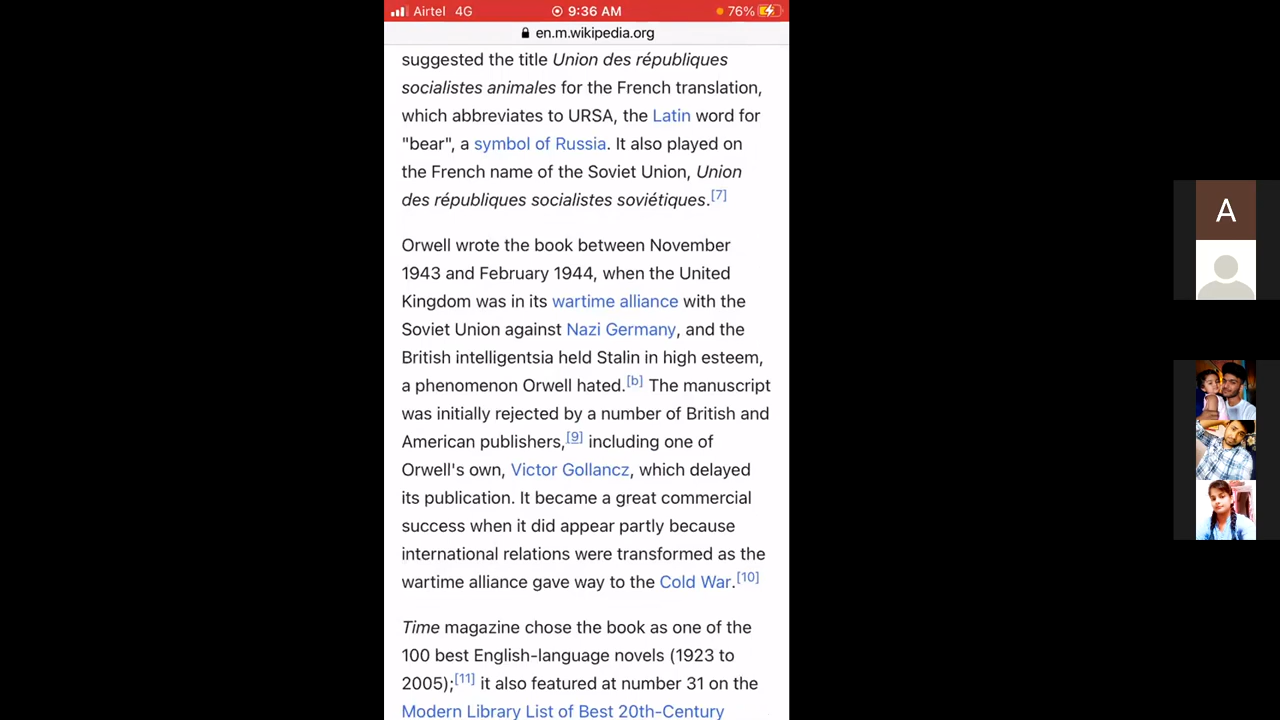 Airtel 4G 9:36 AM 76%
en.m.wikipedia.org
suggested the title Union des républiques
socialistes animales for the French translation,
which abbreviates to URSA, the Latin word for
"bear", a symbol of Russia. It also played on
the French name of the Soviet Union, Union
des républiques socialistes soviétiques.[7]
Orwell wrote the book between November
1943 and February 1944, when the United
Kingdom was in its wartime alliance with the
Soviet Union against Nazi Germany, and the
British intelligentsia held Stalin in high esteem,
a phenomenon Orwell hated.[b] The manuscript
was initially rejected by a number of British and
American publishers,[9] including one of
Orwell's own, Victor Gollancz, which delayed
its publication. It became a great commercial
success when it did appear partly because
international relations were transformed as the
wartime alliance gave way to the Cold War.[10]
Time magazine chose the book as one of the
100 best English-language novels (1923 to
2005);[11] it also featured at number 31 on the
Modern Library List of Best 20th-Century
A